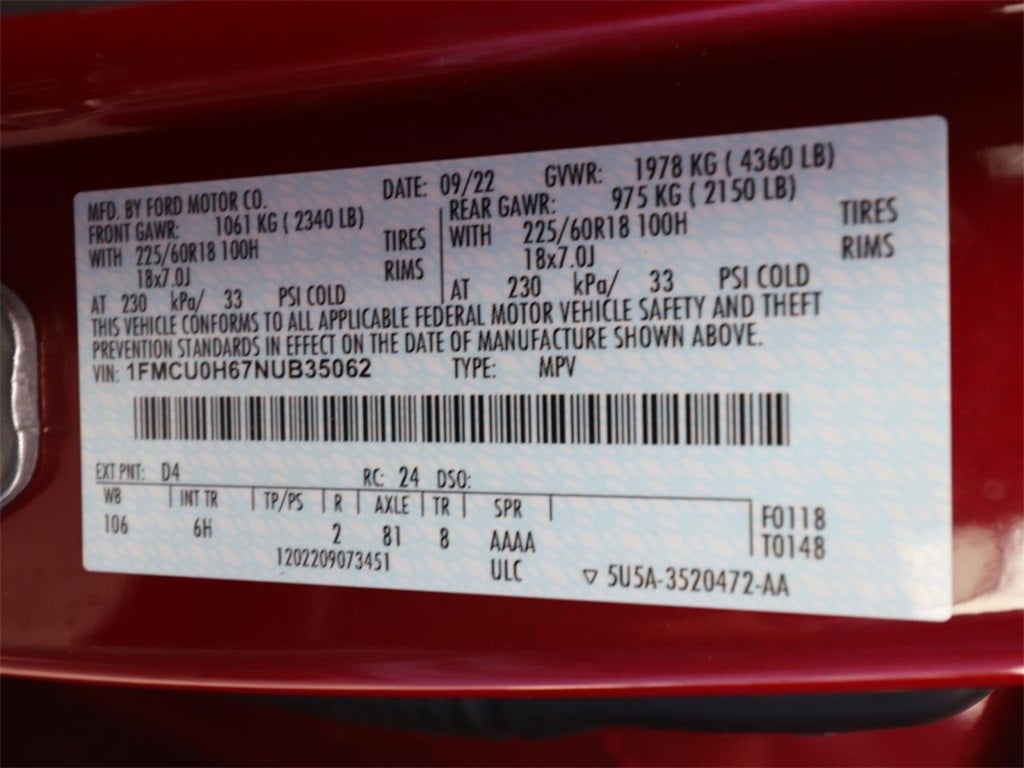 MFD. BY FORD MOTOR CO. DATE: 09/22 GVWR: 1978 KG ( 4360 LB)
FRONT GAWR: 1061 KG ( 2340 LB) REAR GAWR: 975 KG ( 2150 LB)
WITH 225/60R18 100H TIRES WITH 225/60R18 100H TIRES
18x7.0J RIMS 18x7.0J RIMS
AT 230 kPa/ 33 PSI COLD AT 230 kPa/ 33 PSI COLD
THIS VEHICLE CONFORMS TO ALL APPLICABLE FEDERAL MOTOR VEHICLE SAFETY AND THEFT
PREVENTION STANDARDS IN EFFECT ON THE DATE OF MANUFACTURE SHOWN ABOVE.
VIN: 1FMCU0H67NUB35062 TYPE: MPV
EXT PNT: D4 RC: 24 DSO:
WB INT TR TP/PS R AXLE TR SPR F0118
106 6H 2 81 8 AAAA T0148
1202209073451 ULC ▽ 5U5A-3520472-AA